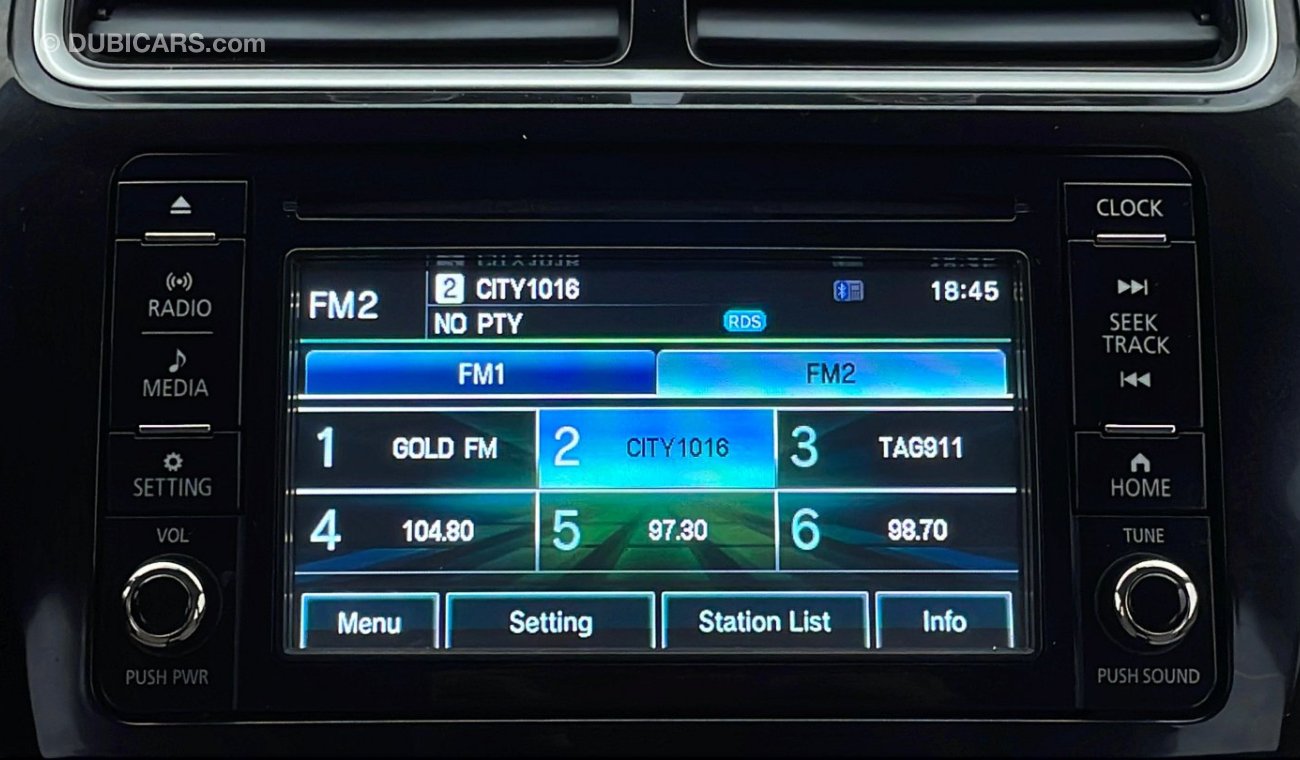 © DUBICARS.com
CLOCK
RADIO
MEDIA
SETTING
VOL
PUSH PWR
FM2
2 CITY1016
18:45
NO PTY
RDS
FM1
FM2
1 GOLD FM
2 CITY1016
3 TAG911
4 104.80
5 97.30
6 98.70
Menu
Setting
Station List
Info
SEEK
TRACK
HOME
TUNE
PUSH SOUND